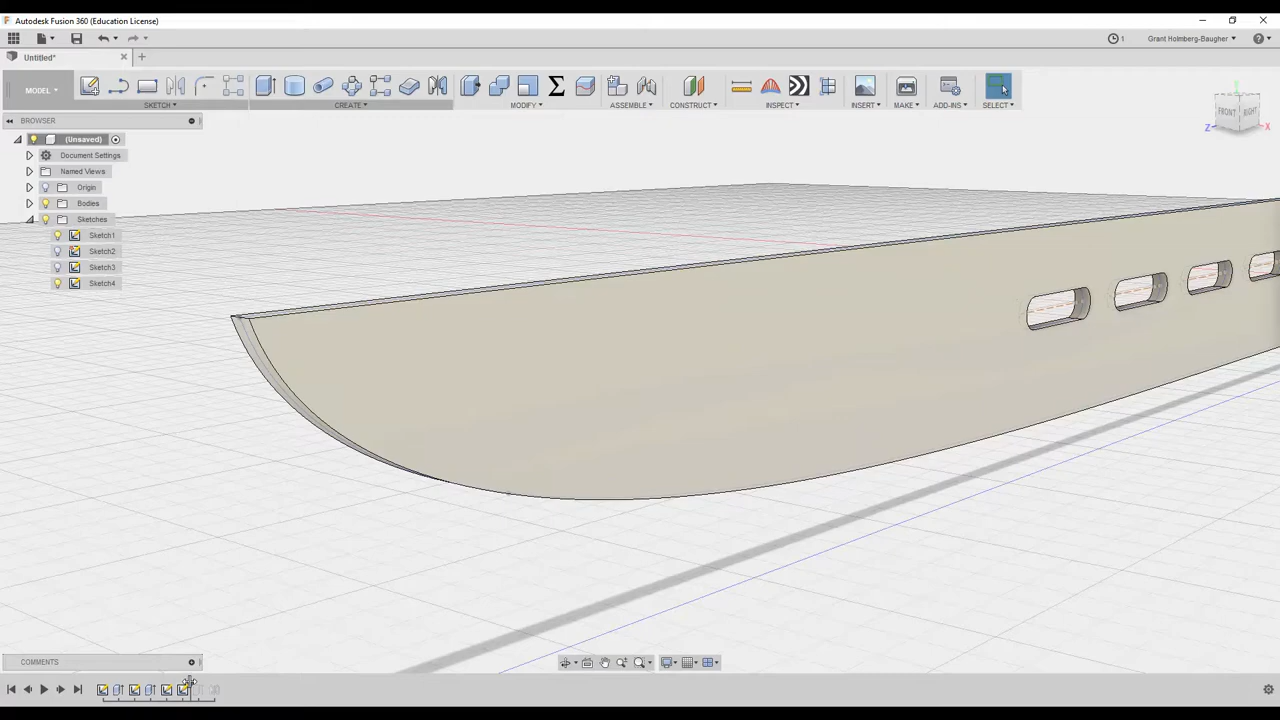 Autodesk Fusion 360 (Education License)
1
Grant Holmberg-Baugher
Untitled*
MODEL
SKETCH
CREATE
MODIFY
ASSEMBLE
CONSTRUCT
INSPECT
INSERT
MAKE
ADD-INS
SELECT
BROWSER
FRONT
RIGHT
Z
X
(Unsaved)
Document Settings
Named Views
Origin
Bodies
Sketches
Sketch1
Sketch2
Sketch3
Sketch4
COMMENTS